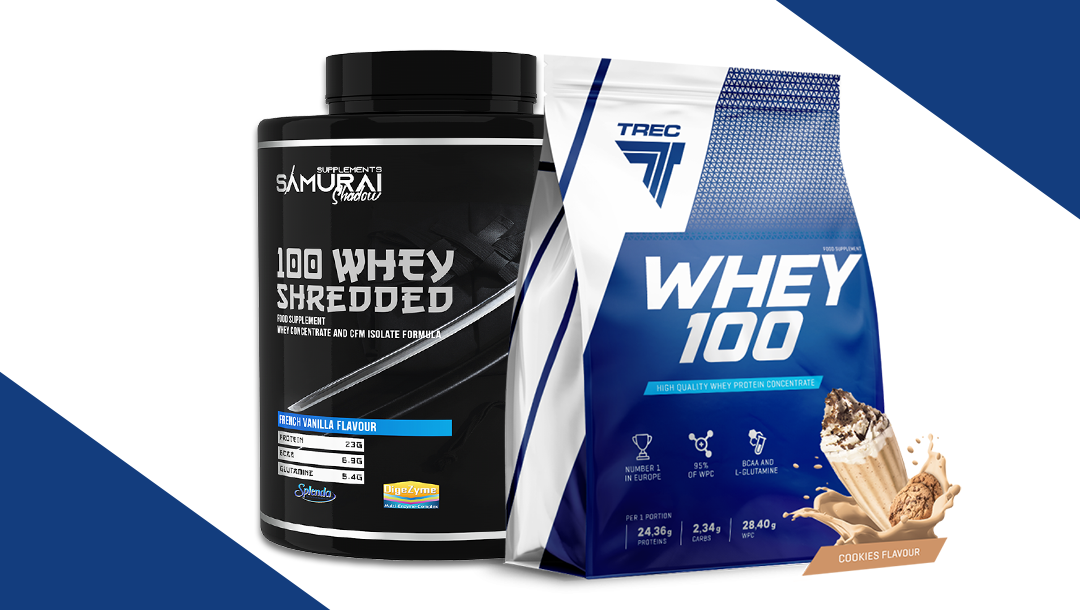 SUPPLEMENTS
SAMURAI
Shadow
100 WHEY
SHREDDED
FOOD SUPPLEMENT
WHEY CONCENTRATE AND CFM ISOLATE FORMULA
FRENCH VANILLA FLAVOUR
PROTEIN 23G
BCAA 6.9G
GLUTAMINE 5.4G
Splenda
DigeZyme
Multi-Enzyme-Complex
TREC
FOOD SUPPLEMENT
WHEY
100
HIGH QUALITY WHEY PROTEIN CONCENTRATE
NUMBER 1
IN EUROPE
95%
OF WPC
BCAA AND
L-GLUTAMINE
PER 1 PORTION
24,36g
PROTEINS
2,34g
CARBS
28,40g
WPC
COOKIES FLAVOUR